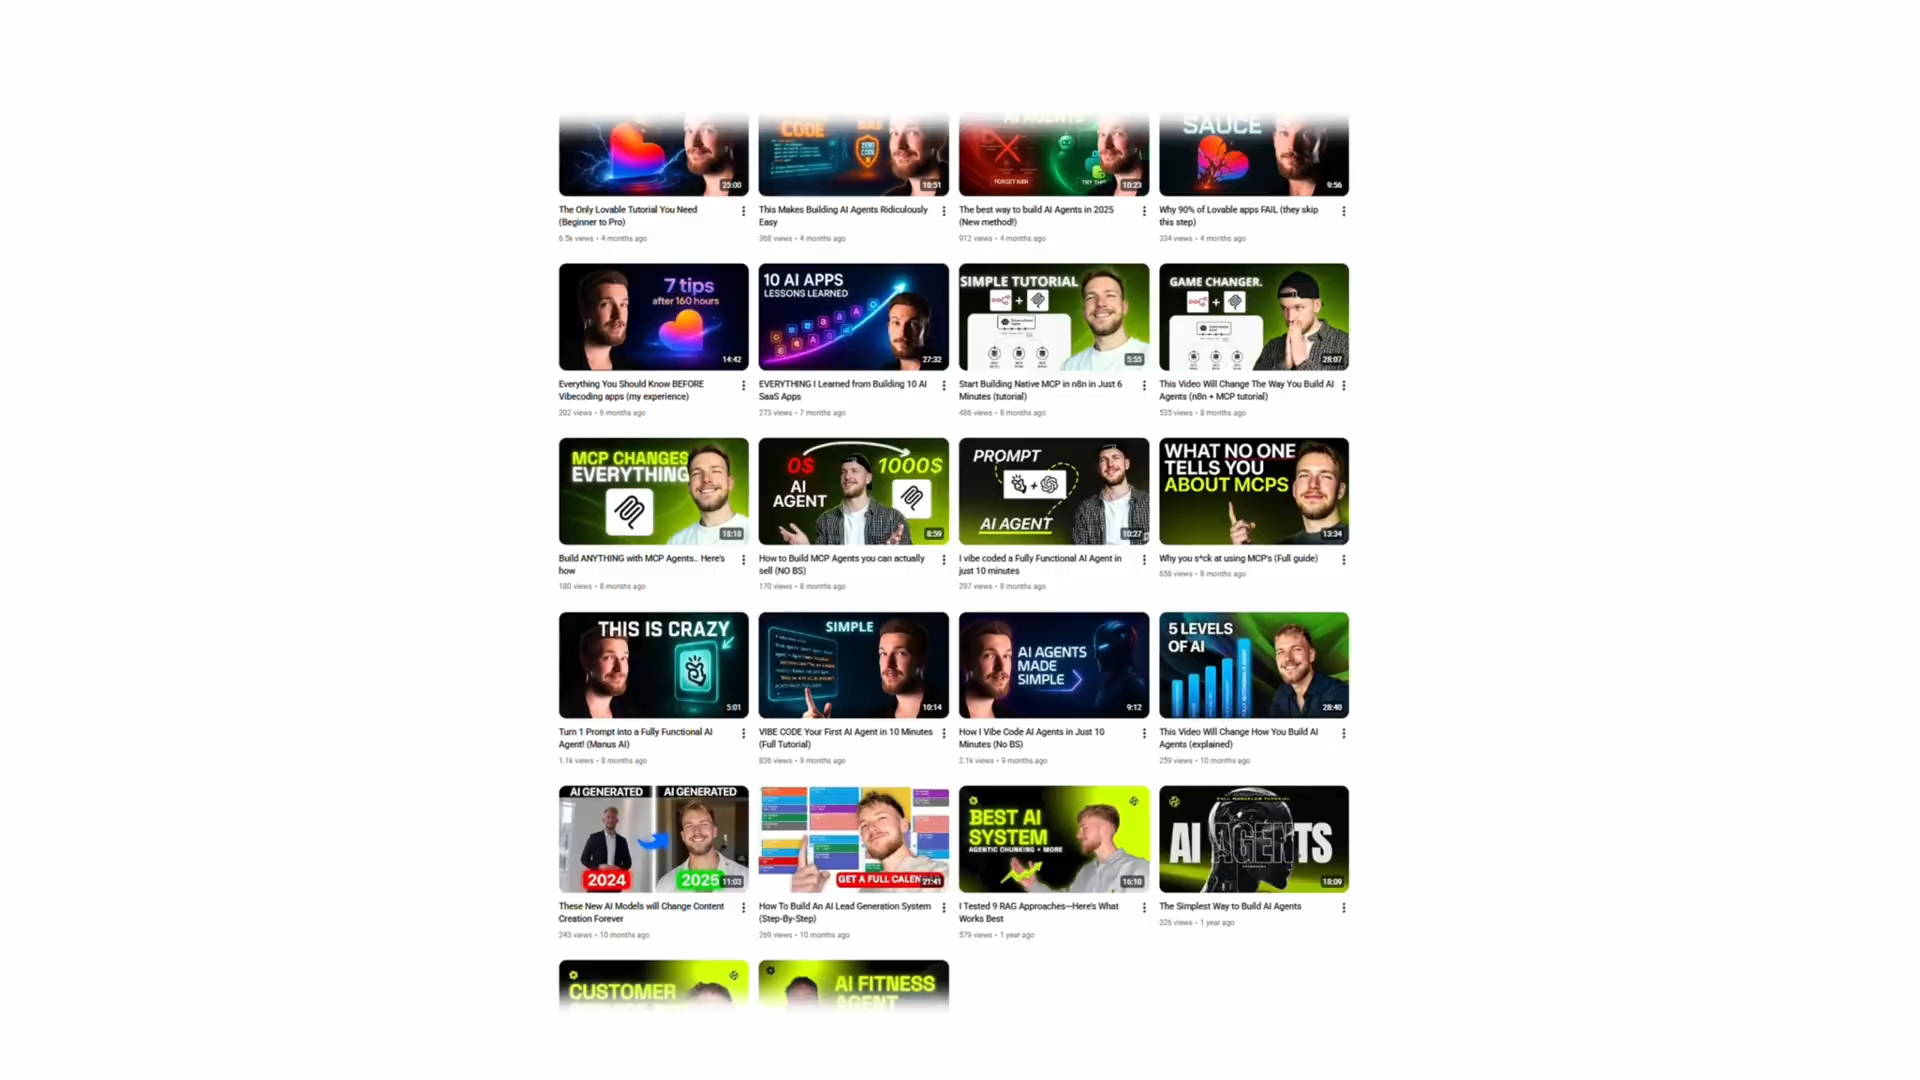 CODE
AI AGENTS
SAUCE
ZERO
CODE
FORGET N8N
25:00
10:51
10:23
9:56
The Only Lovable Tutorial You Need
(Beginner to Pro)
6.5k views • 4 months ago
This Makes Building AI Agents Ridiculously
Easy
368 views • 4 months ago
The best way to build AI Agents in 2025
(New method!)
912 views • 4 months ago
Why 90% of Lovable apps FAIL (they skip
this step)
334 views • 4 months ago
7 tips
after 160 hours
14:42
10 AI APPS
LESSONS LEARNED
27:32
SIMPLE TUTORIAL
5:55
GAME CHANGER.
28:07
Everything You Should Know BEFORE
Vibecoding apps (my experience)
202 views • 6 months ago
EVERYTHING I Learned from Building 10 AI
SaaS Apps
273 views • 7 months ago
Start Building Native MCP in n8n in Just 6
Minutes (tutorial)
486 views • 8 months ago
This Video Will Change The Way You Build AI
Agents (n8n + MCP tutorial)
535 views • 8 months ago
MCP CHANGES
EVERYTHING
18:18
0$
1000$
AI
AGENT
8:59
PROMPT
AI AGENT
10:27
WHAT NO ONE
TELLS YOU
ABOUT MCPS
13:34
Build ANYTHING with MCP Agents.. Here's
how
180 views • 8 months ago
How to Build MCP Agents you can actually
sell (NO BS)
170 views • 8 months ago
I vibe coded a Fully Functional AI Agent in
just 10 minutes
297 views • 8 months ago
Why you s*ck at using MCP's (Full guide)
656 views • 8 months ago
THIS IS CRAZY
5:01
SIMPLE
10:14
AI AGENTS
MADE
SIMPLE
9:12
5 LEVELS
OF AI
28:40
Turn 1 Prompt into a Fully Functional AI
Agent! (Manus AI)
1.1k views • 8 months ago
VIBE CODE Your First AI Agent in 10 Minutes
(Full Tutorial)
836 views • 9 months ago
How I Vibe Code AI Agents in Just 10
Minutes (No BS)
2.1k views • 9 months ago
This Video Will Change How You Build AI
Agents (explained)
259 views • 10 months ago
AI GENERATED
AI GENERATED
2024
2025
11:03
GET A FULL CALEN
21:41
BEST AI
SYSTEM
AGENTIC CHUNKING + MORE
16:10
AI AGENTS
18:09
These New AI Models will Change Content
Creation Forever
243 views • 10 months ago
How To Build An AI Lead Generation System
(Step-By-Step)
269 views • 10 months ago
I Tested 9 RAG Approaches—Here's What
Works Best
579 views • 1 year ago
The Simplest Way to Build AI Agents
326 views • 1 year ago
CUSTOMER
AI FITNESS
AGENT